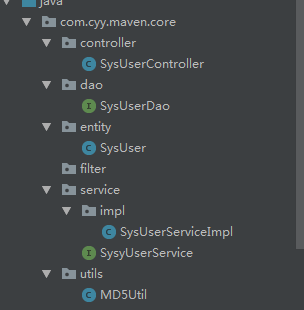 java
com.cyy.maven.core
controller
SysUserController
dao
SysUserDao
entity
SysUser
filter
service
impl
SysUserServiceImpl
SysyUserService
utils
MD5Util